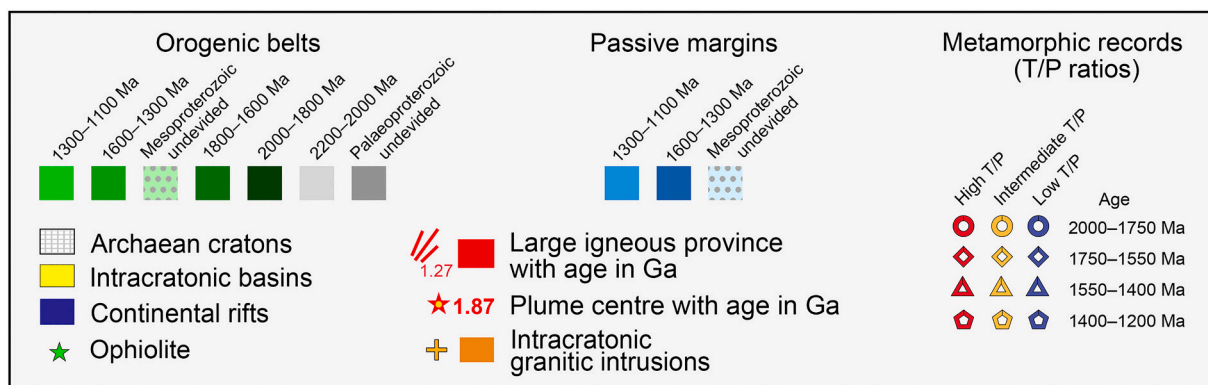 Orogenic belts
1300–1100 Ma
1600–1300 Ma
Mesoproterozoic
undevided
1800–1600 Ma
2000–1800 Ma
2200–2000 Ma
Palaeoproterozoic
undevided
Archaean cratons
Intracratonic basins
Continental rifts
Ophiolite
Passive margins
1300–1100 Ma
1600–1300 Ma
Mesoproterozoic
undevided
1.27
Large igneous province
with age in Ga
1.87 Plume centre with age in Ga
Intracratonic
granitic intrusions
Metamorphic records
(T/P ratios)
High T/P
Intermediate T/P
Low T/P
Age
2000–1750 Ma
1750–1550 Ma
1550–1400 Ma
1400–1200 Ma